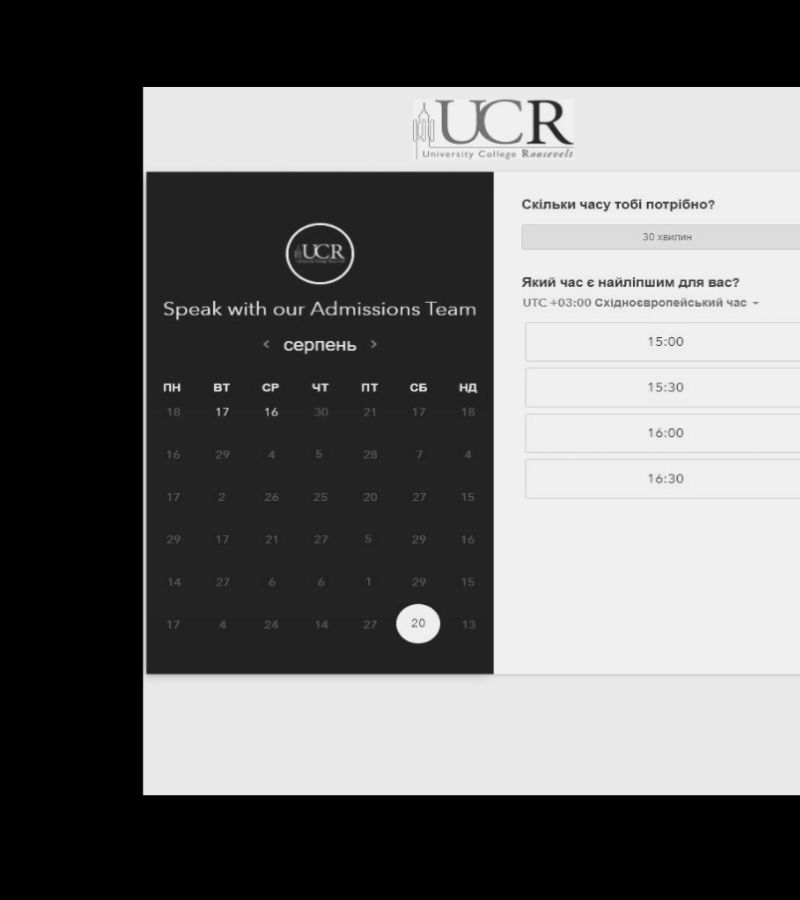 UCR
University College Roosevelt
UCR
Speak with our Admissions Team
< серпень >
ПН ВТ СР ЧТ ПТ СБ НД
18 17 16 30 21 17 18
16 29 4 5 28 7 4
17 2 26 25 20 27 15
29 17 21 27 5 29 16
14 27 6 6 1 29 15
17 4 24 14 27 20 13
Скільки часу тобі потрібно?
30 хвилин
Який час є найліпшим для вас?
UTC +03:00 Східноєвропейський час
15:00
15:30
16:00
16:30